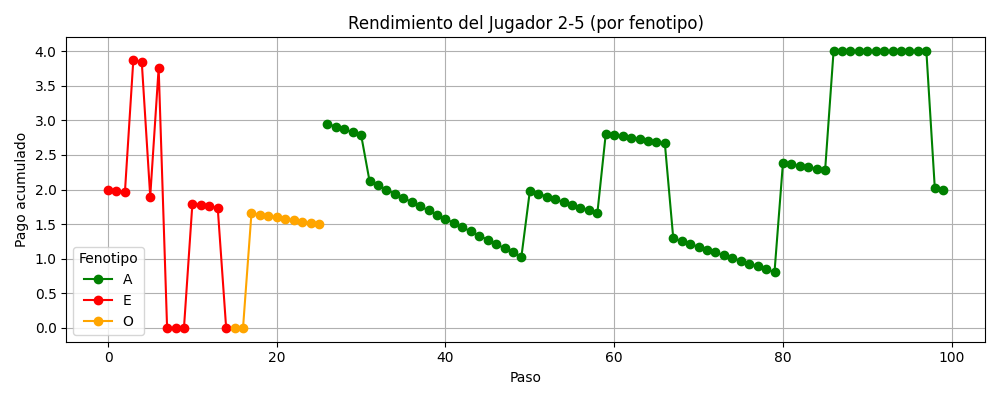 Rendimiento del Jugador 2-5 (por fenotipo)
Pago acumulado
4.0
3.5
3.0
2.5
2.0
1.5
1.0
0.5
0.0
Fenotipo
A
E
O
0 20 40 60 80 100
Paso